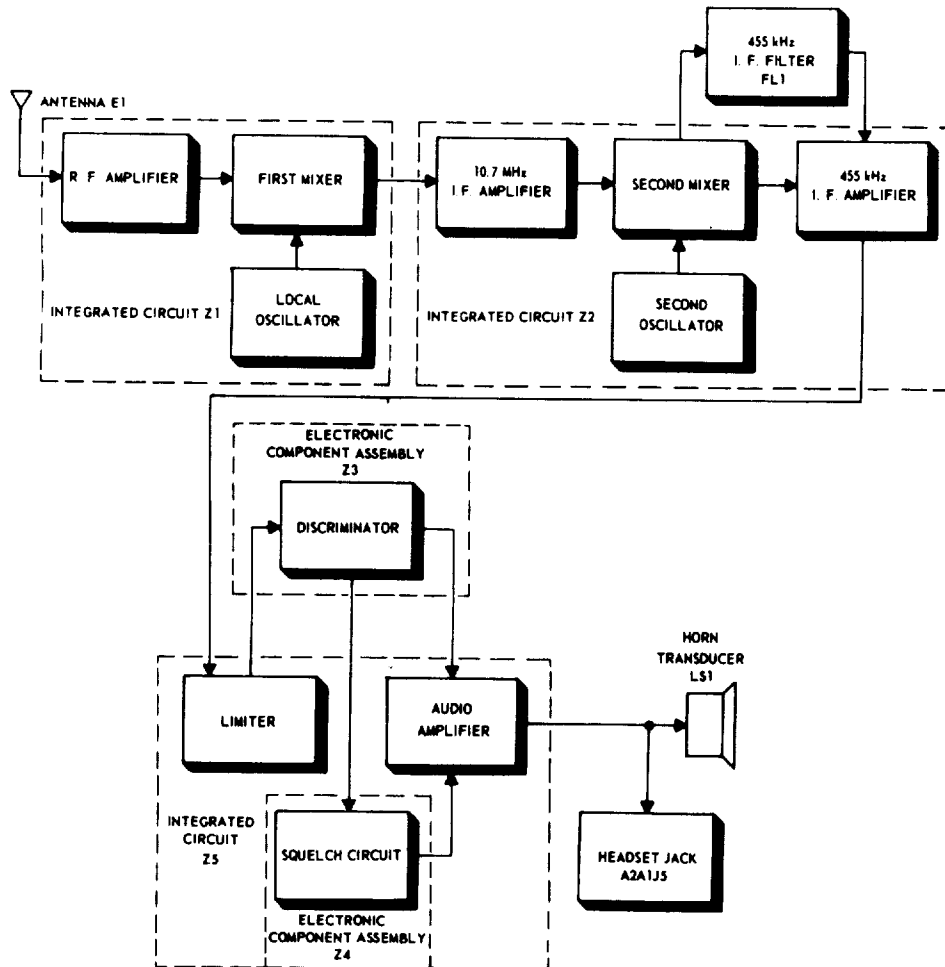 455 kHz
I. F. FILTER
FL1
ANTENNA E1
R. F. AMPLIFIER
FIRST MIXER
10.7 MHz
I.F. AMPLIFIER
SECOND MIXER
455 kHz
I. F. AMPLIFIER
LOCAL
OSCILLATOR
SECOND
OSCILLATOR
INTEGRATED CIRCUIT Z1
INTEGRATED CIRCUIT Z2
ELECTRONIC
COMPONENT ASSEMBLY
Z3
DISCRIMINATOR
HORN
TRANSDUCER
LS1
LIMITER
AUDIO
AMPLIFIER
INTEGRATED
CIRCUIT
Z5
SQUELCH CIRCUIT
HEADSET JACK
A2A1J5
ELECTRONIC
COMPONENT ASSEMBLY
Z4